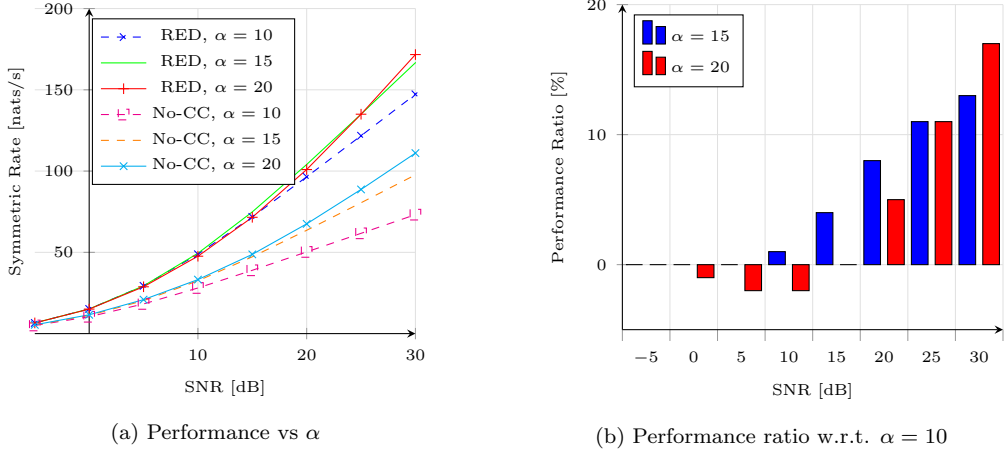 200
150
100
50
10
20
30
Symmetric Rate [nats/s]
SNR [dB]
RED, α = 10
RED, α = 15
RED, α = 20
No-CC, α = 10
No-CC, α = 15
No-CC, α = 20
(a) Performance vs α
20
10
0
−5
0
5
10
15
20
25
30
Performance Ratio [%]
SNR [dB]
α = 15
α = 20
(b) Performance ratio w.r.t. α = 10